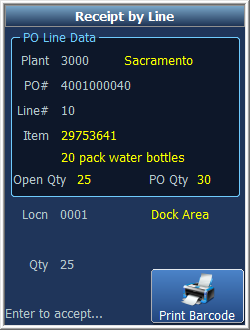 Receipt by Line
PO Line Data
Plant 3000 Sacramento
PO# 4001000040
Line# 10
Item 29753641
20 pack water bottles
Open Qty 25 PO Qty 30
Locn 0001 Dock Area
Qty 25
Enter to accept...
Print Barcode